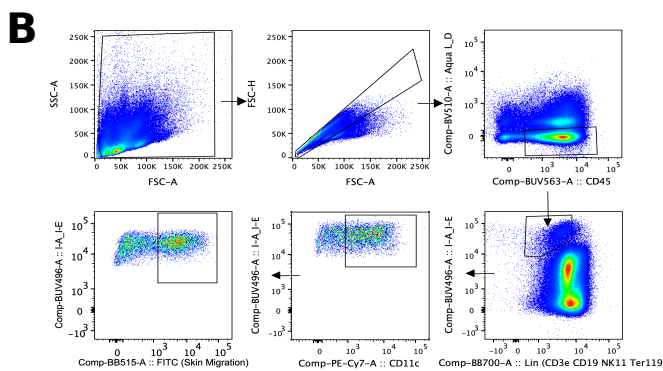 B
SSC-A
250K
200K
150K
100K
50K
0
0 50K 100K 150K 200K 250K
FSC-A
FSC-H
250K
200K
150K
100K
50K
0
0 50K 100K 150K 200K 250K
FSC-A
Comp-BV510-A :: Aqua L_D
10^5
10^4
10^3
0
0 10^3 10^4 10^5
Comp-BUV563-A :: CD45
Comp-BUV496-A :: I-A_I-E
10^5
10^4
10^3
0
-10^3
0 10^3 10^4 10^5
Comp-BB515-A :: FITC (Skin Migration)
Comp-BUV496-A :: I-A_I-E
10^5
10^4
10^3
0
-10^3
0 10^3 10^4 10^5
Comp-PE-Cy7-A :: CD11c
Comp-BUV496-A :: I-A_I-E
10^5
10^4
10^3
0
-10^3
-10^3 0 10^3 10^4 10^5
Comp-BB700-A :: Lin (CD3e CD19 NK11 Ter119